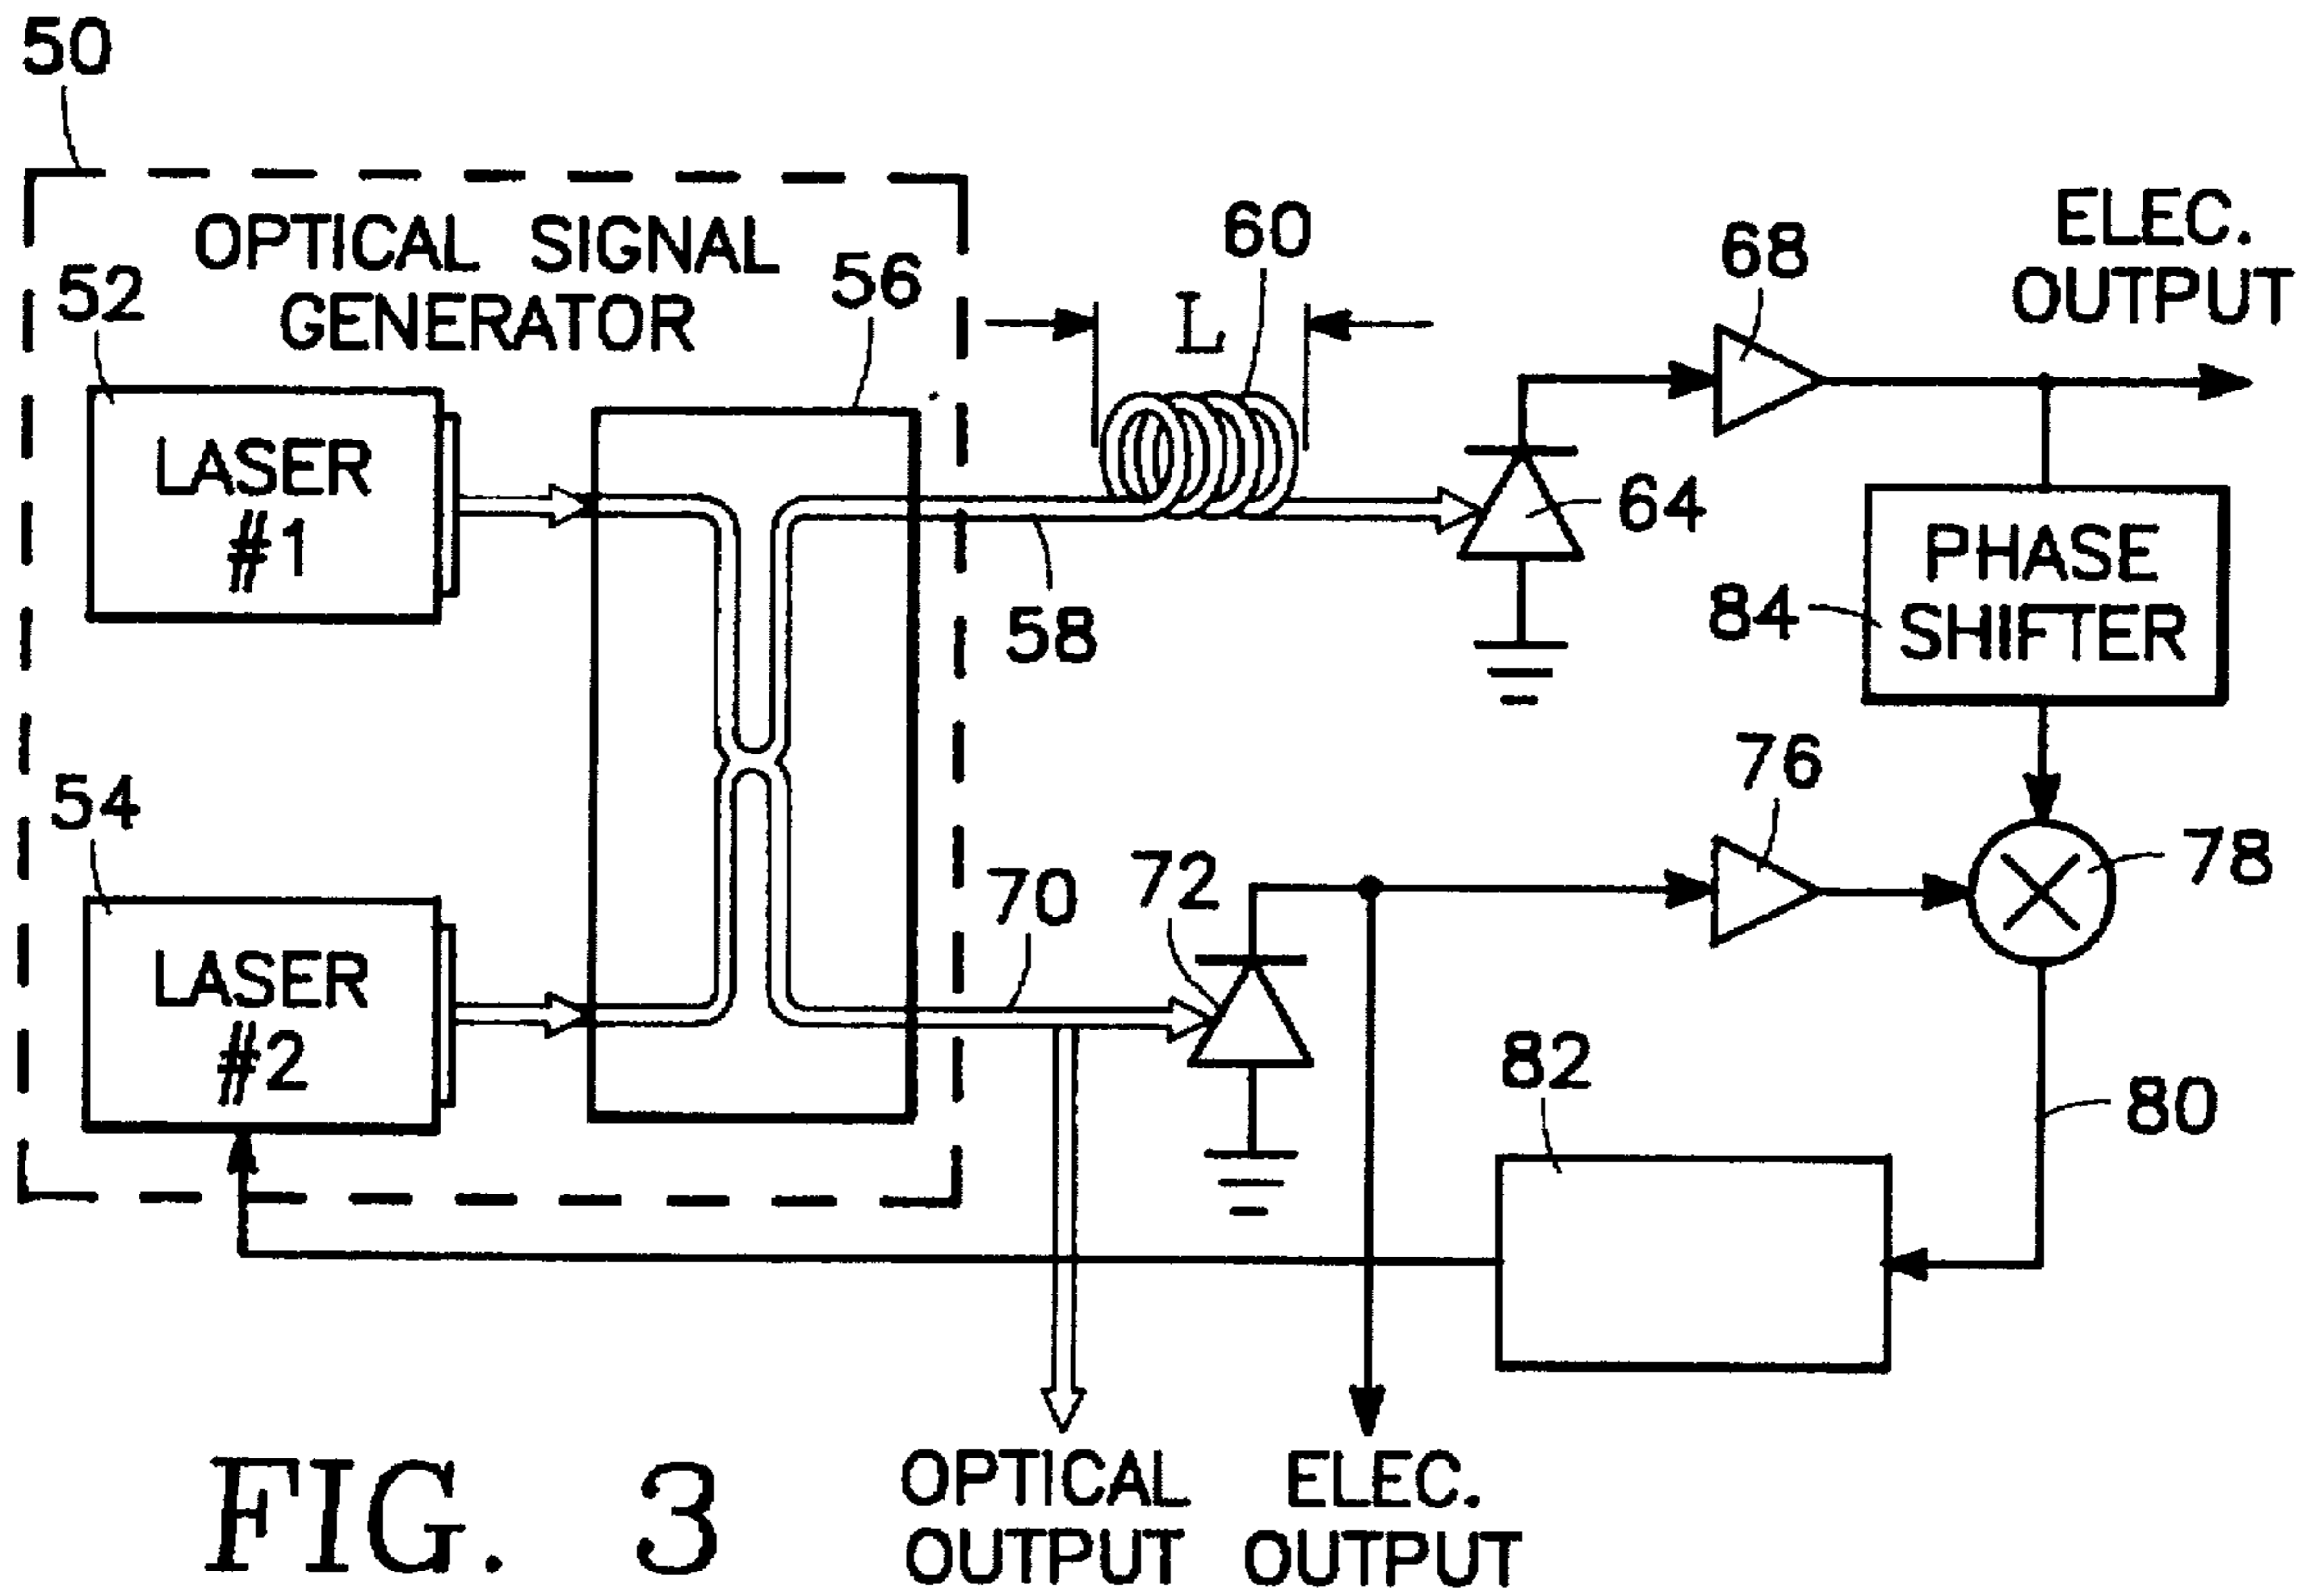 50
OPTICAL SIGNAL
GENERATOR
52
56
60
L
68
ELEC.
OUTPUT
LASER
#1
64
58
PHASE
SHIFTER
84
54
76
78
70
72
LASER
#2
82
80
OPTICAL
OUTPUT
ELEC.
OUTPUT
FIG. 3